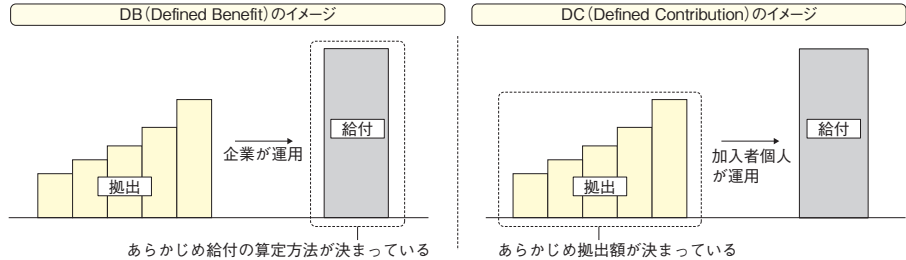 DB（Defined Benefit）のイメージ
給付
企業が運用
拠出
あらかじめ給付の算定方法が決まっている
DC（Defined Contribution）のイメージ
給付
加入者個人
が運用
拠出
あらかじめ拠出額が決まっている